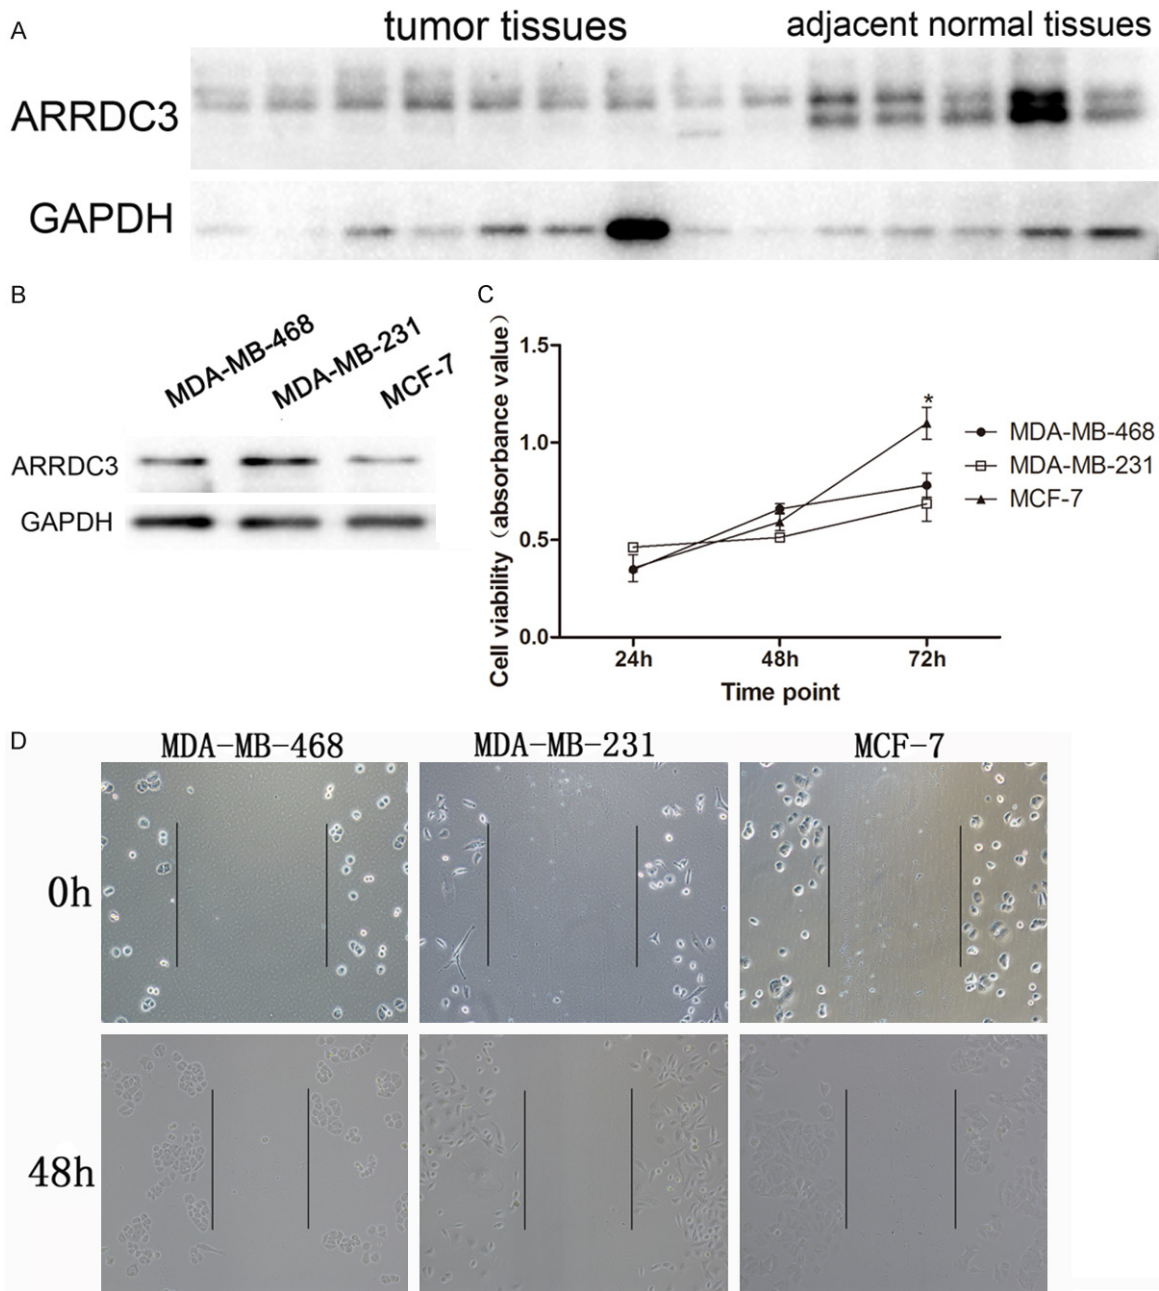 A
tumor tissues
adjacent normal tissues
ARRDC3
GAPDH
B
MDA-MB-468
MDA-MB-231
MCF-7
ARRDC3
GAPDH
C
Cell viability（absorbance value）
1.5
1.0
0.5
0.0
*
24h
48h
72h
Time point
MDA-MB-468
MDA-MB-231
MCF-7
D
MDA-MB-468
MDA-MB-231
MCF-7
0h
48h